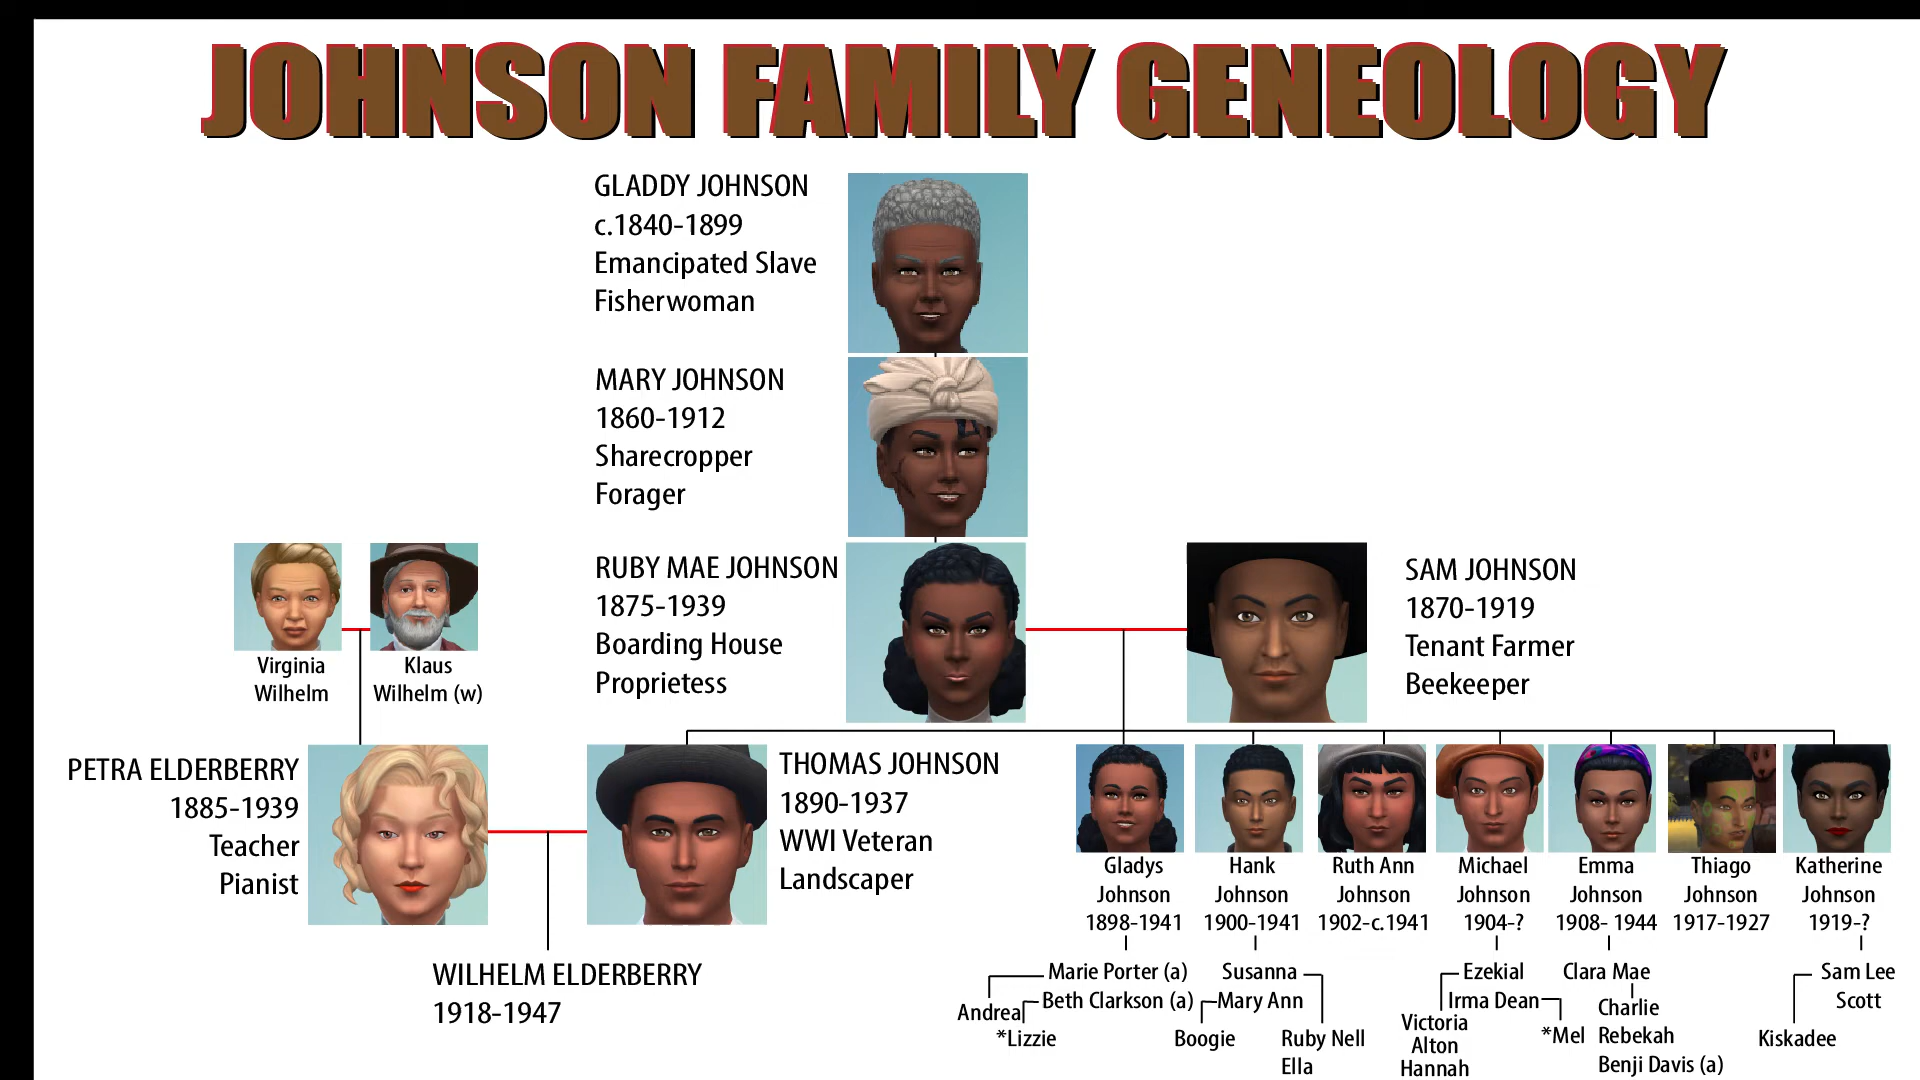 JOHNSON FAMILY GENEOLOGY
GLADDY JOHNSON
c.1840-1899
Emancipated Slave
Fisherwoman
MARY JOHNSON
1860-1912
Sharecropper
Forager
Virginia
Wilhelm
Klaus
Wilhelm (w)
RUBY MAE JOHNSON
1875-1939
Boarding House
Proprietess
SAM JOHNSON
1870-1919
Tenant Farmer
Beekeeper
PETRA ELDERBERRY
1885-1939
Teacher
Pianist
THOMAS JOHNSON
1890-1937
WWI Veteran
Landscaper
Gladys
Johnson
1898-1941
Hank
Johnson
1900-1941
Ruth Ann
Johnson
1902-c.1941
Michael
Johnson
1904-?
Emma
Johnson
1908- 1944
Thiago
Johnson
1917-1927
Katherine
Johnson
1919-?
WILHELM ELDERBERRY
1918-1947
Marie Porter (a)
Beth Clarkson (a)
Andrea
*Lizzie
Susanna
Mary Ann
Boogie
Ruby Nell
Ella
Ezekial
Irma Dean
Victoria
Alton
Hannah
*Mel
Clara Mae
Charlie
Rebekah
Benji Davis (a)
Sam Lee
Scott
Kiskadee